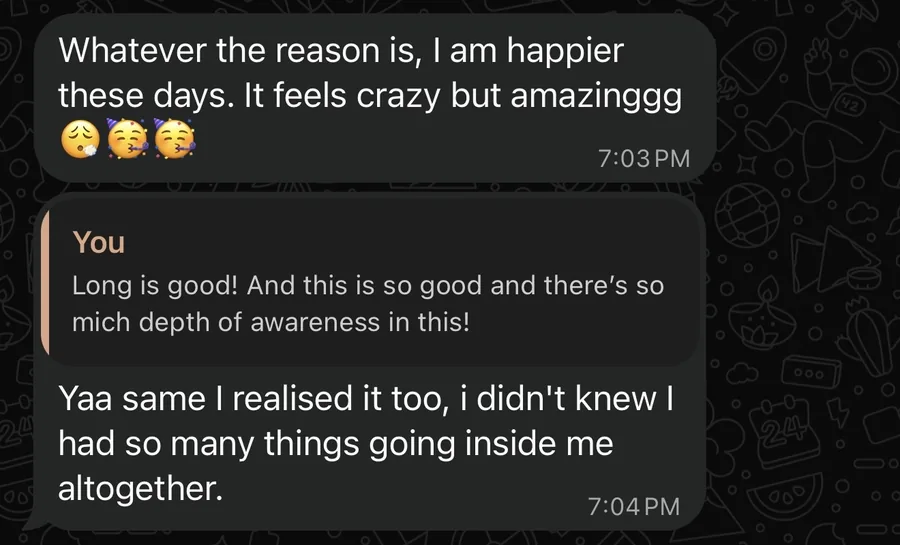 Whatever the reason is, I am happier
these days. It feels crazy but amazinggg
😮‍💨🥳🥳
7:03 PM
You
Long is good! And this is so good and there's so
mich depth of awareness in this!
Yaa same I realised it too, i didn't knew I
had so many things going inside me
altogether.
7:04 PM